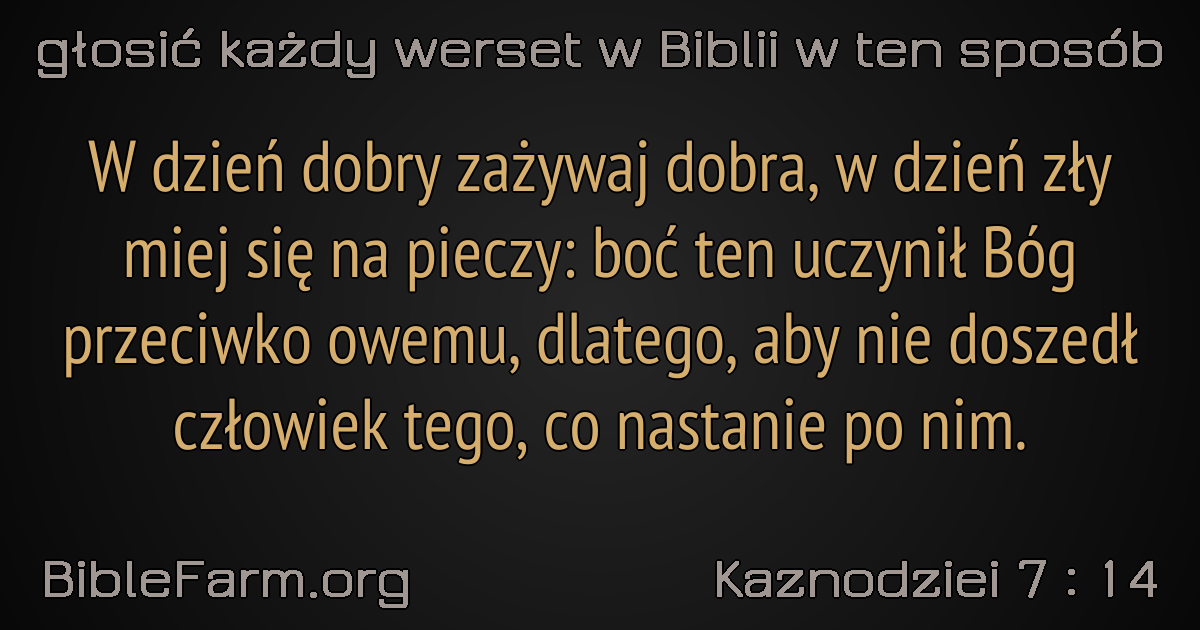 głosić każdy werset w Biblii w ten sposób
W dzień dobry zażywaj dobra, w dzień zły
miej się na pieczy: boć ten uczynił Bóg
przeciwko owemu, dlatego, aby nie doszedł
człowiek tego, co nastanie po nim.
BibleFarm.org
Kaznodziei 7 : 14